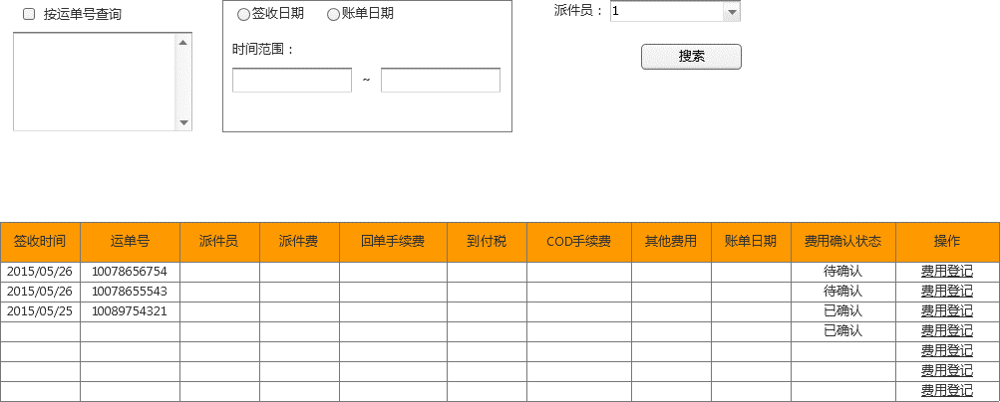 按运单号查询
签收日期 账单日期
时间范围：
~
派件员： 1
搜索
签收时间 运单号 派件员 派件费 回单手续费 到付税 COD手续费 其他费用 账单日期 费用确认状态 操作
2015/05/26 10078656754 待确认 费用登记
2015/05/26 10078655543 待确认 费用登记
2015/05/25 10089754321 已确认 费用登记
已确认 费用登记
费用登记
费用登记
费用登记